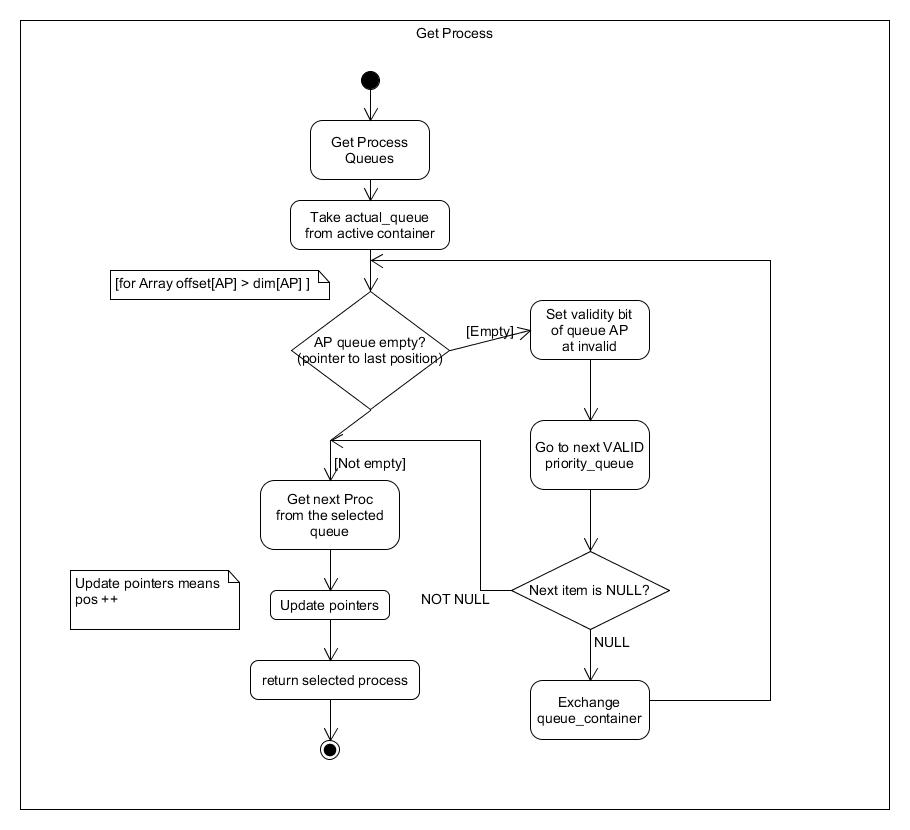 Get Process
Get Process
Queues
Take actual_queue
from active container
[for Array offset[AP] > dim[AP] ]
AP queue empty?
(pointer to last position)
[Empty]
Set validity bit
of queue AP
at invalid
Go to next VALID
priority_queue
[Not empty]
Get next Proc
from the selected
queue
Update pointers means
pos ++
Update pointers
NOT NULL
Next item is NULL?
NULL
return selected process
Exchange
queue_container